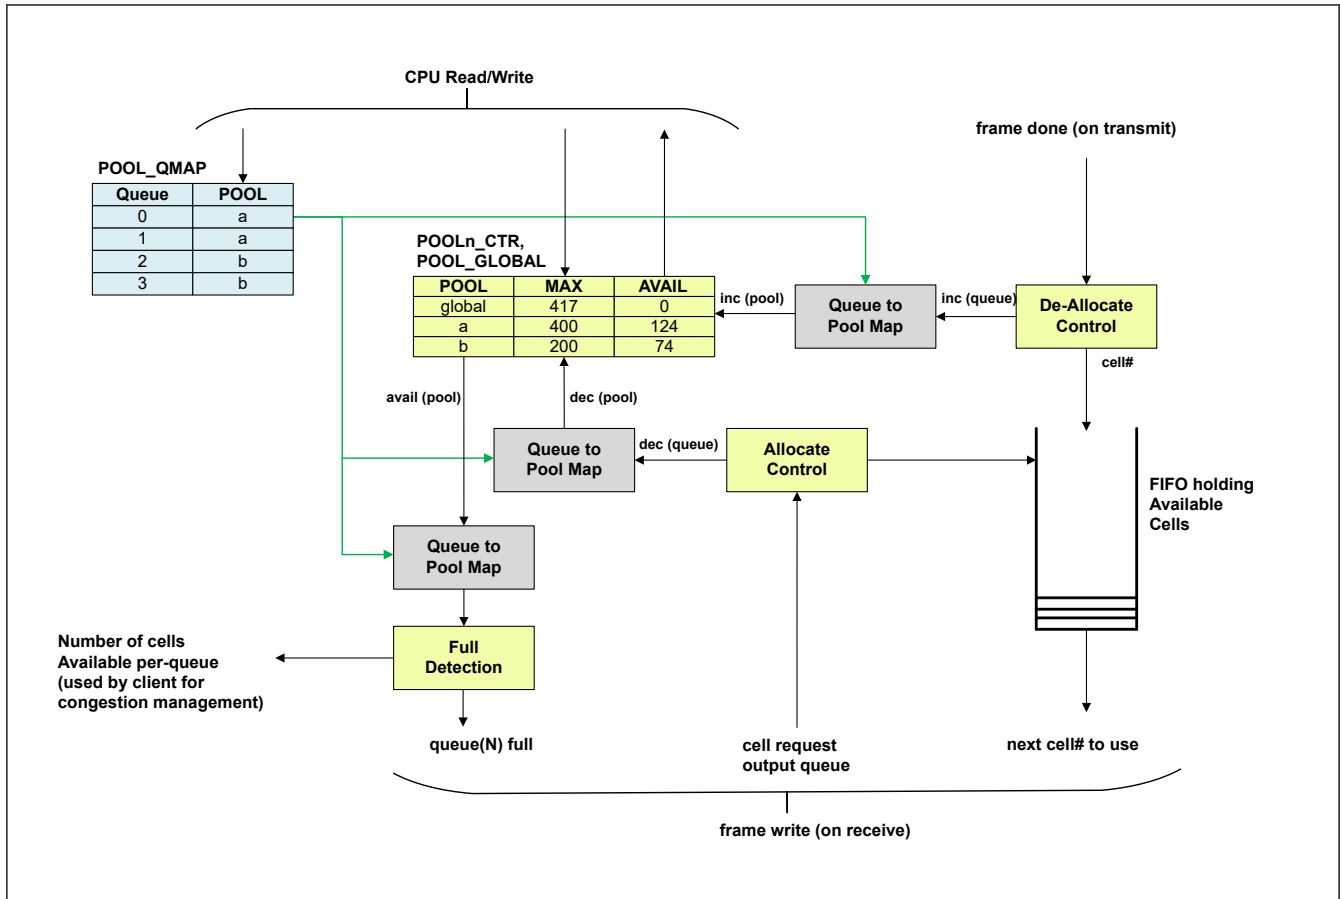 CPU Read/Write
frame done (on transmit)
POOL_QMAP
Queue POOL
0 a
1 a
2 b
3 b
POOLn_CTR,
POOL_GLOBAL
POOL MAX AVAIL
global 417 0
a 400 124
b 200 74
inc (pool)
Queue to
Pool Map
inc (queue)
De-Allocate
Control
cell#
avail (pool)
dec (pool)
Queue to
Pool Map
dec (queue)
Allocate
Control
FIFO holding
Available
Cells
Queue to
Pool Map
Number of cells
Available per-queue
(used by client for
congestion management)
Full
Detection
queue(N) full
cell request
output queue
next cell# to use
frame write (on receive)